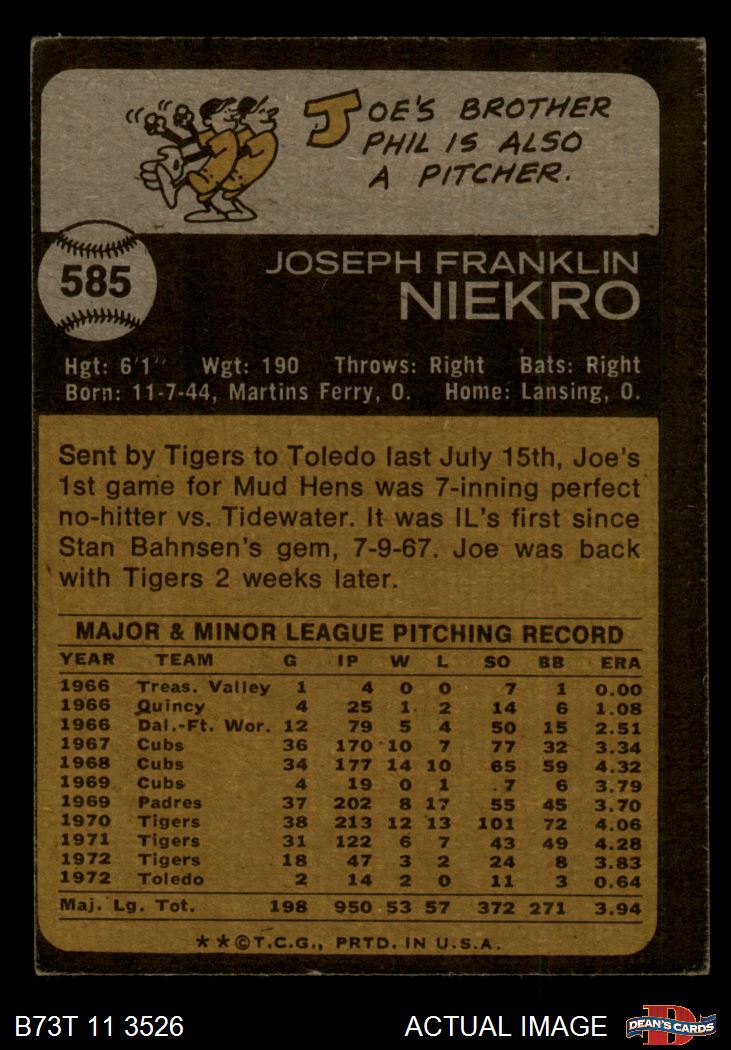 JOE'S BROTHER
PHIL IS ALSO
A PITCHER.
585
JOSEPH FRANKLIN
NIEKRO
Hgt: 6'1" Wgt: 190 Throws: Right Bats: Right
Born: 11-7-44, Martins Ferry, O. Home: Lansing, O.
Sent by Tigers to Toledo last July 15th, Joe's
1st game for Mud Hens was 7-inning perfect
no-hitter vs. Tidewater. It was IL's first since
Stan Bahnsen's gem, 7-9-67. Joe was back
with Tigers 2 weeks later.
MAJOR & MINOR LEAGUE PITCHING RECORD
YEAR TEAM G IP W L SO BB ERA
1966 Treas. Valley 1 4 0 0 7 1 0.00
1966 Quincy 4 25 1 2 14 6 1.08
1966 Dal.-Ft. Wor. 12 79 5 4 50 15 2.51
1967 Cubs 36 170 10 7 77 32 3.34
1968 Cubs 34 177 14 10 65 59 4.32
1969 Cubs 4 19 0 1 7 6 3.79
1969 Padres 37 202 8 17 55 45 3.70
1970 Tigers 38 213 12 13 101 72 4.06
1971 Tigers 31 122 6 7 43 49 4.28
1972 Tigers 18 47 3 2 24 8 3.83
1972 Toledo 2 14 2 0 11 3 0.64
Maj. Lg. Tot. 198 950 53 57 372 271 3.94
**©T.C.G., PRTD. IN U.S.A.
B73T 11 3526 ACTUAL IMAGE
DEAN'S CARDS